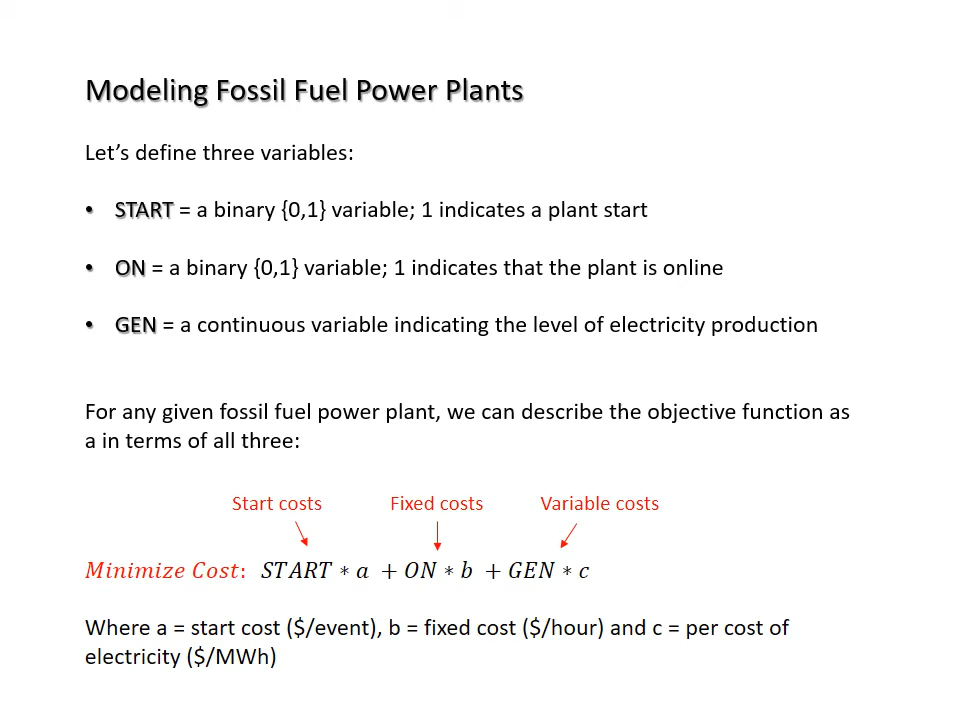 Modeling Fossil Fuel Power Plants
Let’s define three variables:
• START = a binary {0,1} variable; 1 indicates a plant start
• ON = a binary {0,1} variable; 1 indicates that the plant is online
• GEN = a continuous variable indicating the level of electricity production
For any given fossil fuel power plant, we can describe the objective function as
a in terms of all three:
Start costs Fixed costs Variable costs
Minimize Cost: START ∗ a + ON ∗ b + GEN ∗ c
Where a = start cost ($/event), b = fixed cost ($/hour) and c = per cost of
electricity ($/MWh)